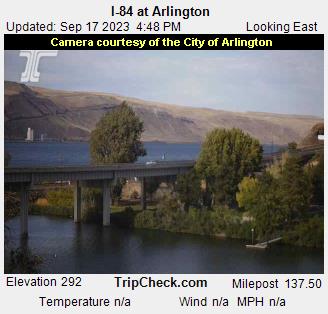 I-84 at Arlington
Updated: Sep 17 2023 4:48 PM Looking East
Camera courtesy of the City of Arlington
Elevation 292 TripCheck.com Milepost 137.50
Temperature n/a Wind n/a MPH n/a